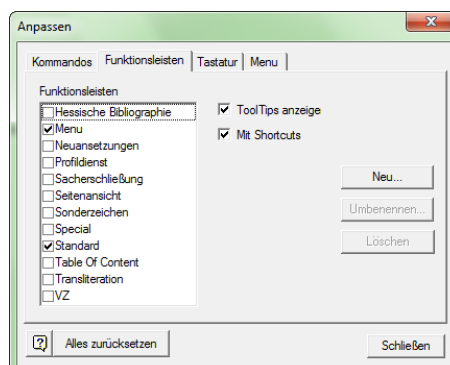 Anpassen
Kommandos Funktionsleisten Tastatur Menu
Funktionsleisten
Hessische Bibliographie
Menu
Neuansetzungen
Profildienst
Sacherschließung
Seitenansicht
Sonderzeichen
Special
Standard
Table Of Content
Transliteration
VZ
ToolTips anzeige
Mit Shortcuts
Neu...
Umbenennen...
Löschen
Alles zurücksetzen
Schließen